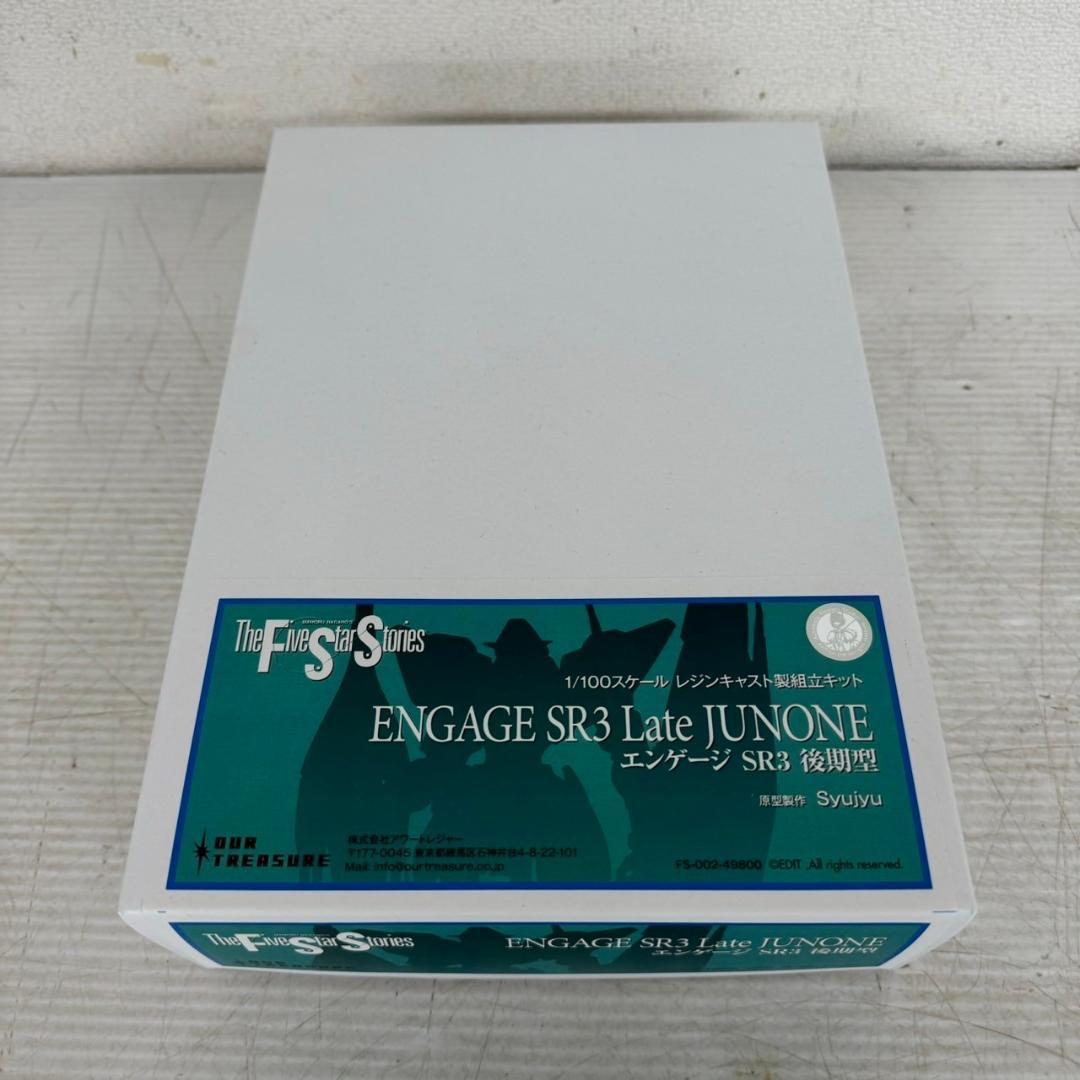 MAMORU NAGANO'S
The Five Star Stories
1/100スケール レジンキャスト製組立キット
ENGAGE SR3 Late JUNONE
エンゲージ SR3 後期型
原型製作 Syujyu
OUR
TREASURE
株式会社アワートレジャー
〒177-0045 東京都練馬区石神井台4-8-22-101
Mail: info@ourtreasure.co.jp
FS-002-49800 ©EDIT ,All rights reserved.
The Five Star Stories
ENGAGE SR3 Late JUNONE
エンゲージ SR3 後期型